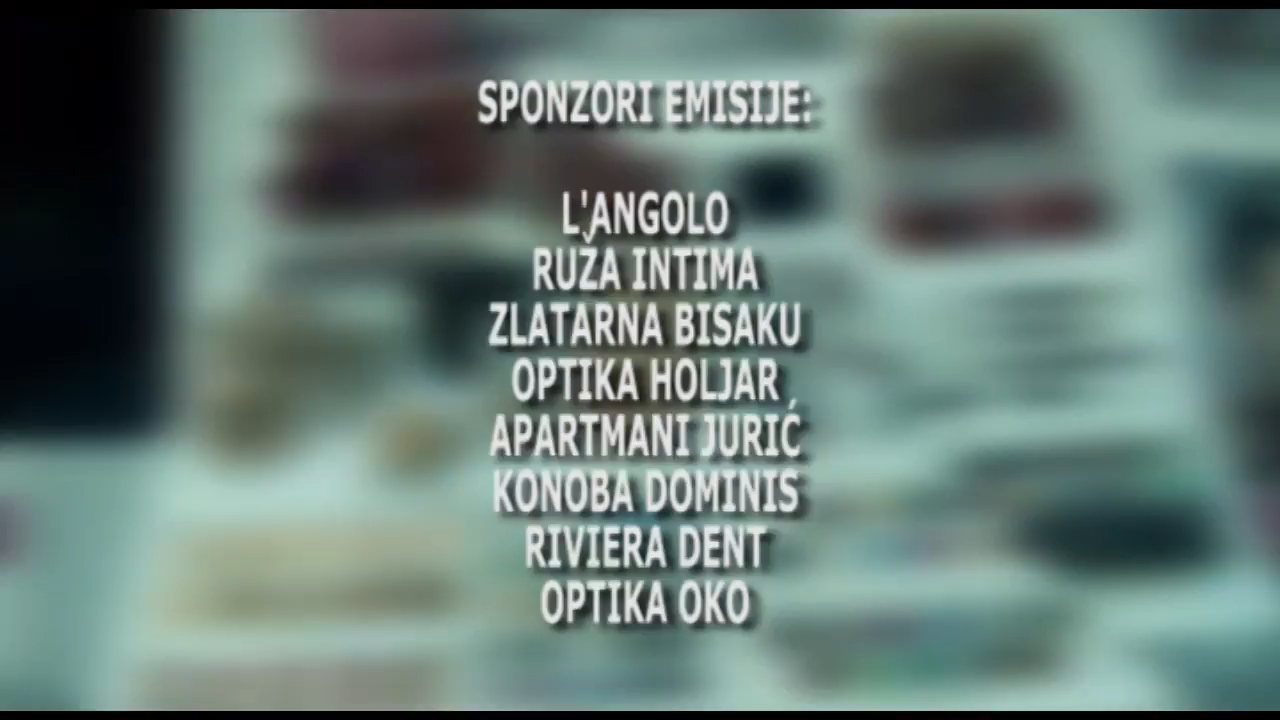 SPONZORI EMISIJE:
L'ANGOLO
RUŽA INTIMA
ZLATARNA BISAKU
OPTIKA HOLJAR
APARTMANI JURIĆ
KONOBA DOMINIS
RIVIERA DENT
OPTIKA OKO